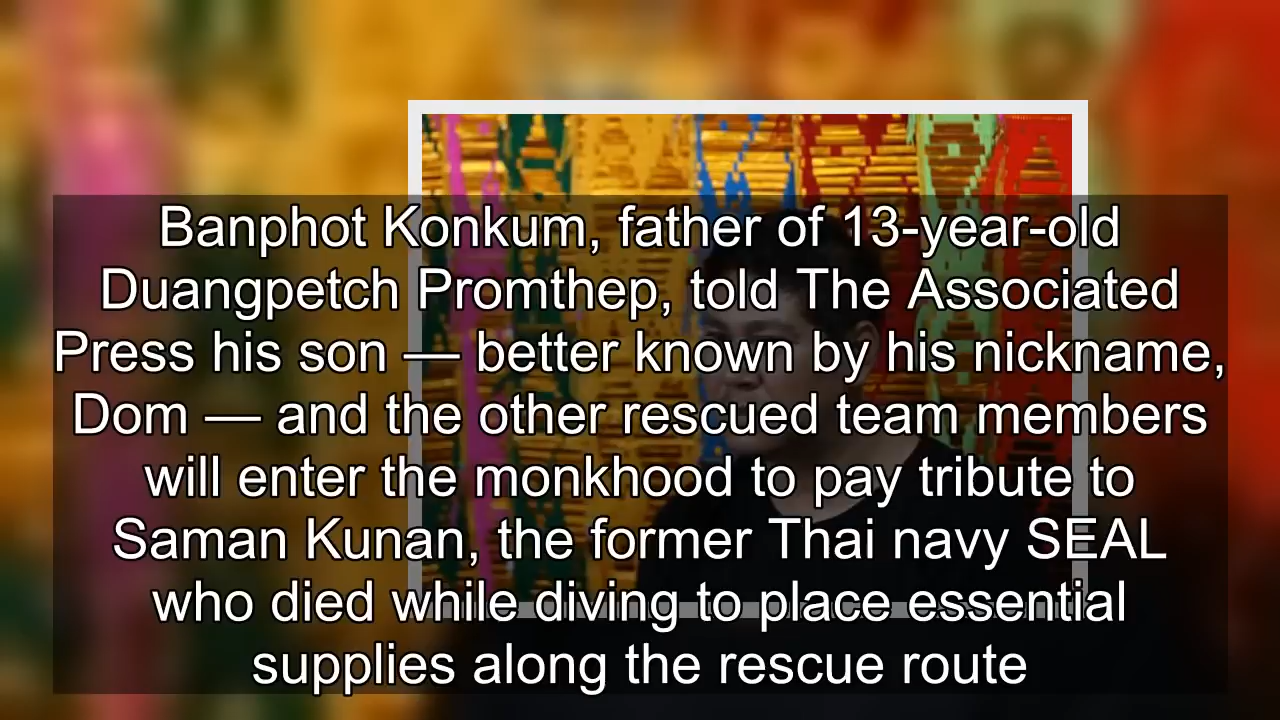 Banphot Konkum, father of 13-year-old
Duangpetch Promthep, told The Associated
Press his son — better known by his nickname,
Dom — and the other rescued team members
will enter the monkhood to pay tribute to
Saman Kunan, the former Thai navy SEAL
who died while diving to place essential
supplies along the rescue route